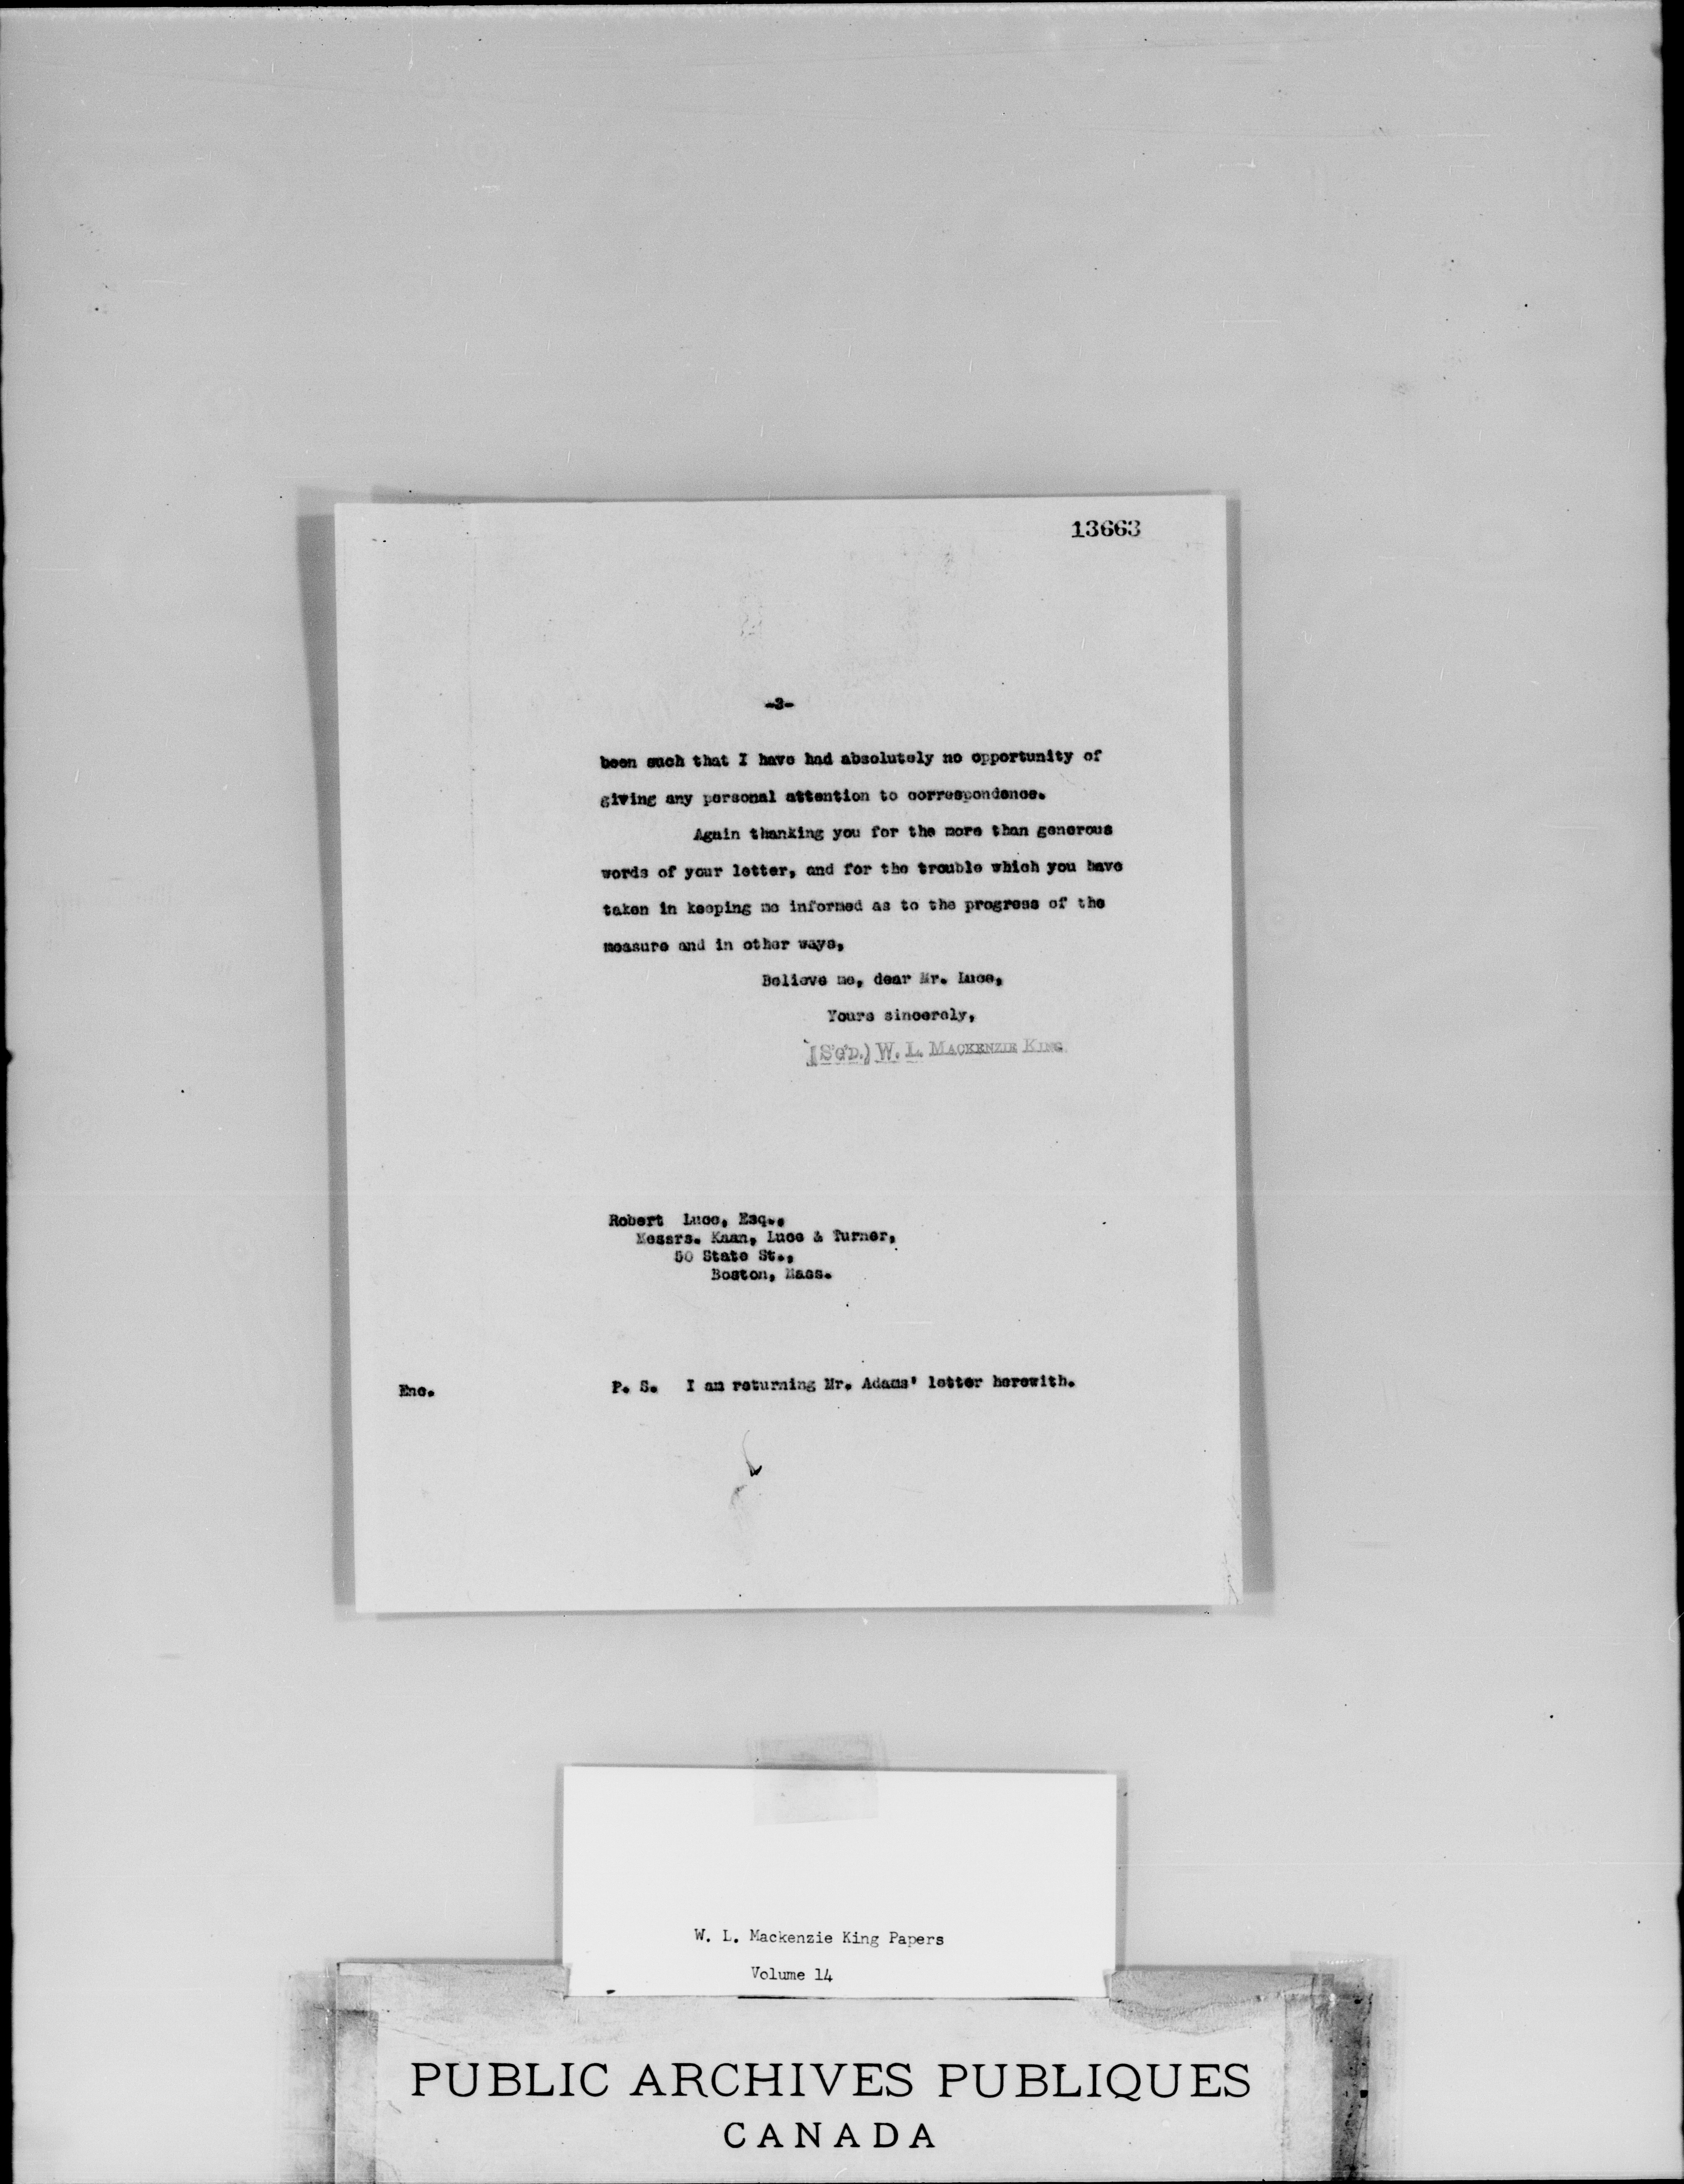 13663
-3-
been such that I have had absolutely no opportunity of
giving any personal attention to correspondence.
Again thanking you for the more than generous
words of your letter, and for the trouble which you have
taken in keeping me informed as to the progress of the
measure and in other ways,
Believe me, dear Mr. Luce,
Yours sincerely,
(SG'D.) W. L. MACKENZIE KING
Robert Luce, Esq.,
Messrs. Kaan, Luce & Turner,
50 State St.,
Boston, Mass.
Enc. P. S. I am returning Mr. Adams' letter herewith.
W. L. Mackenzie King Papers
Volume 14
PUBLIC ARCHIVES PUBLIQUES
CANADA